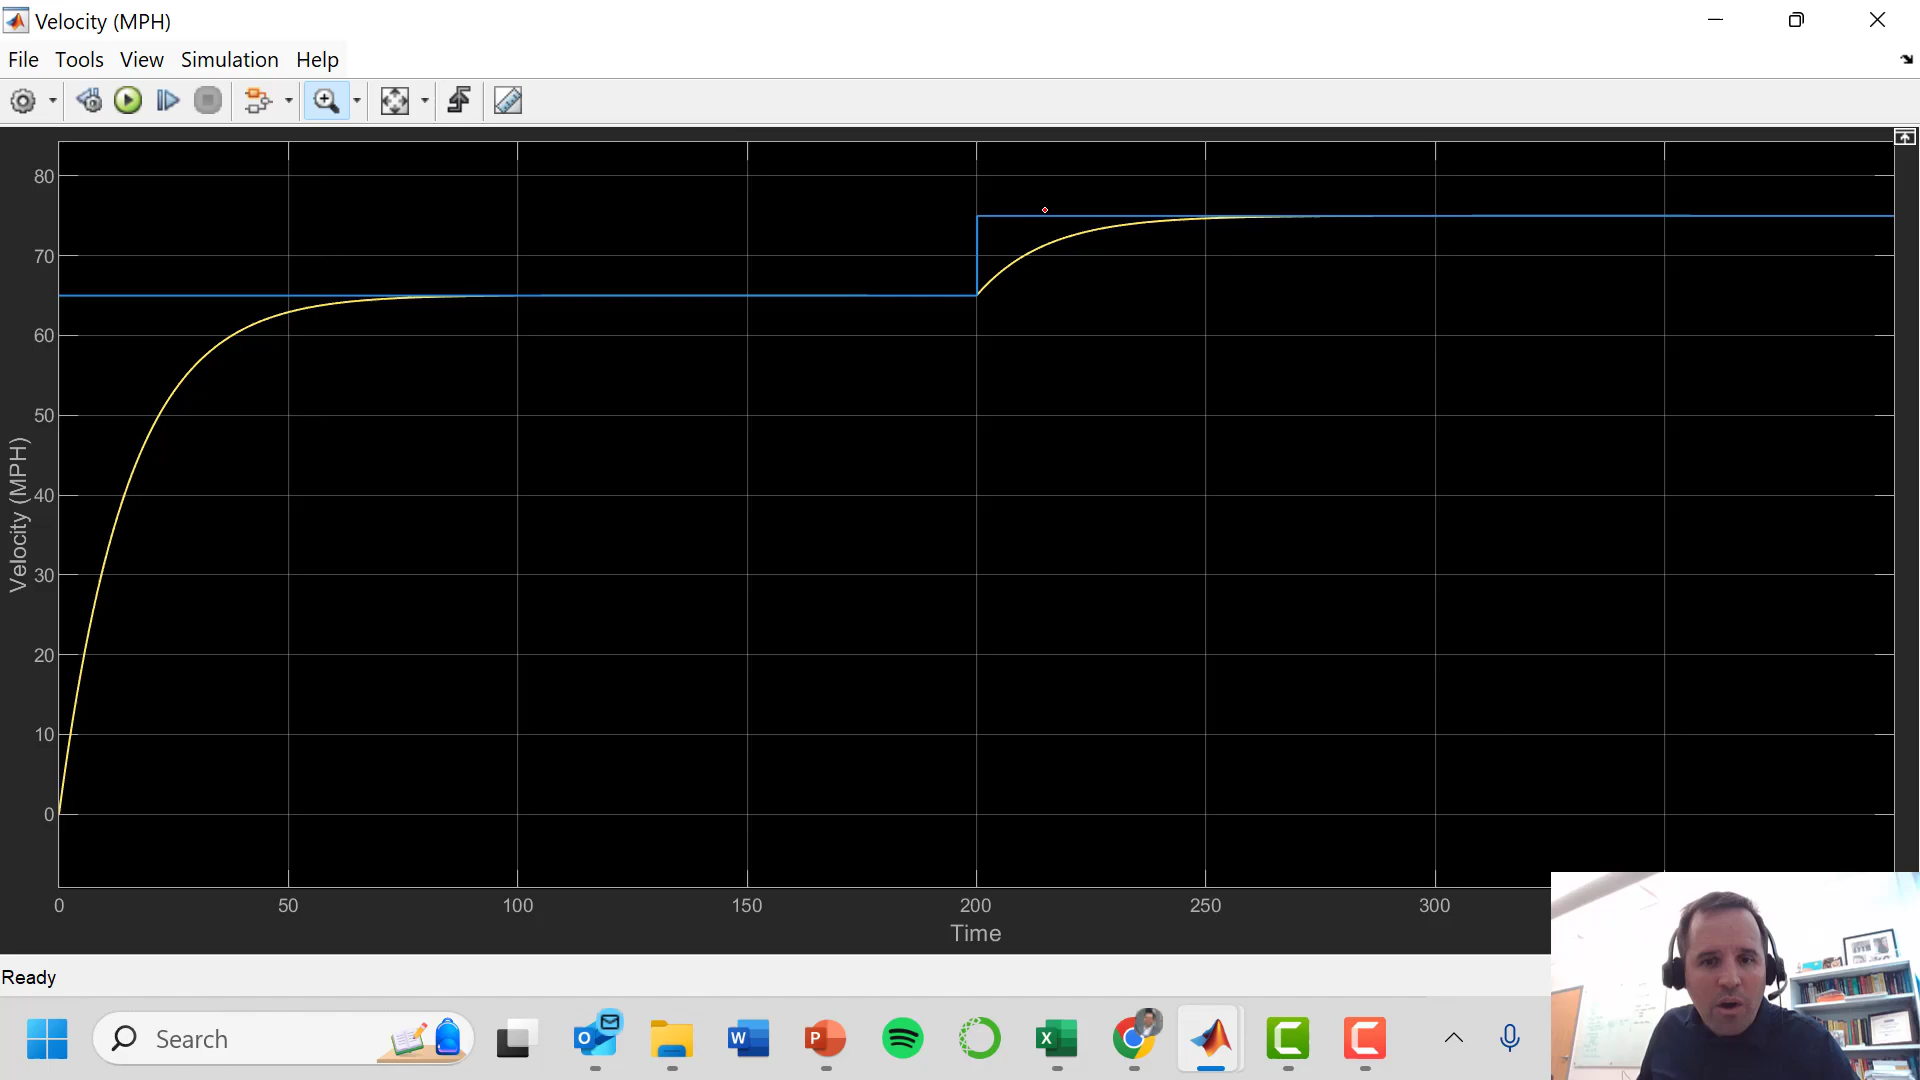 Velocity (MPH)
File Tools View Simulation Help
80
70
60
50
40
30
20
10
0
Velocity (MPH)
0 50 100 150 200 250 300
Time
Ready
Search
O W P X C C